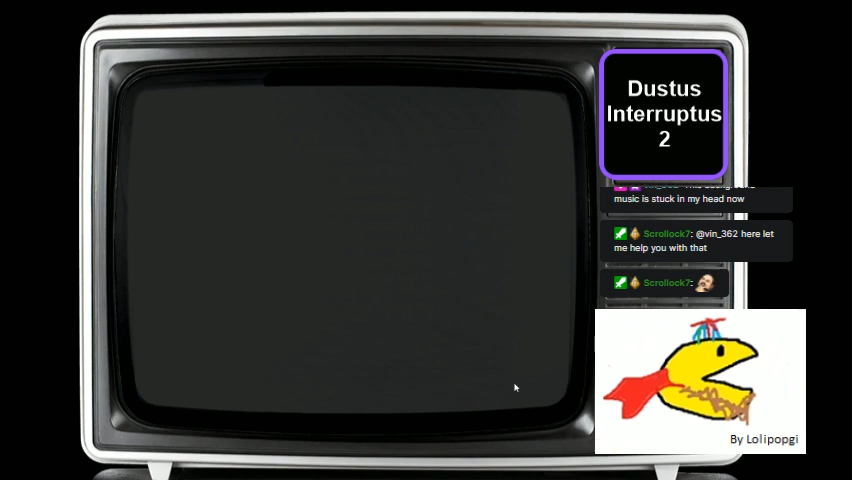 Dustus
Interruptus
2
music is stuck in my head now
Scrollock7: @vin_362 here let
me help you with that
Scrollock7:
By Lolipopgi